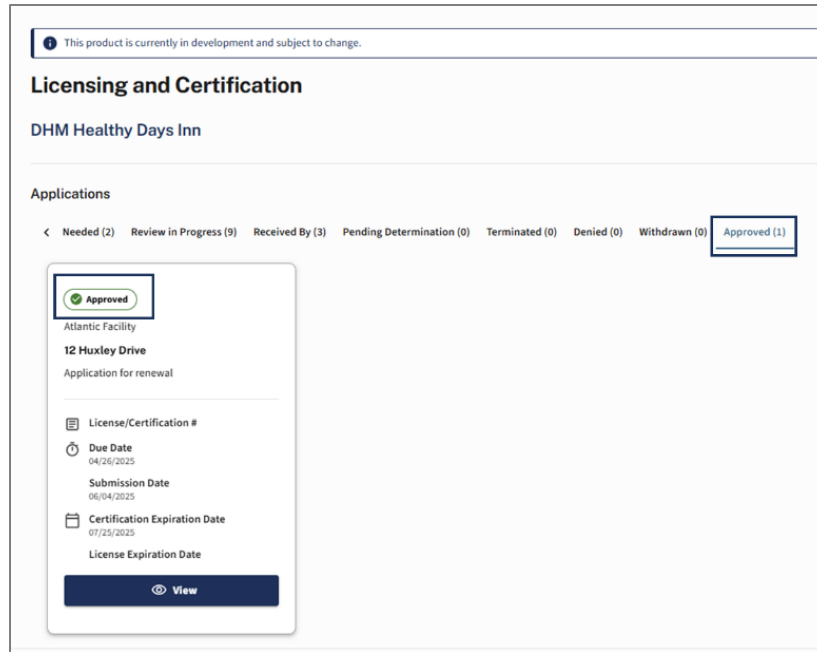 This product is currently in development and subject to change.
Licensing and Certification
DHM Healthy Days Inn
Applications
Needed (2) Review in Progress (9) Received By (3) Pending Determination (0) Terminated (0) Denied (0) Withdrawn (0) Approved (1)
Approved
Atlantic Facility
12 Huxley Drive
Application for renewal
License/Certification #
Due Date
04/26/2025
Submission Date
06/04/2025
Certification Expiration Date
07/25/2025
License Expiration Date
View